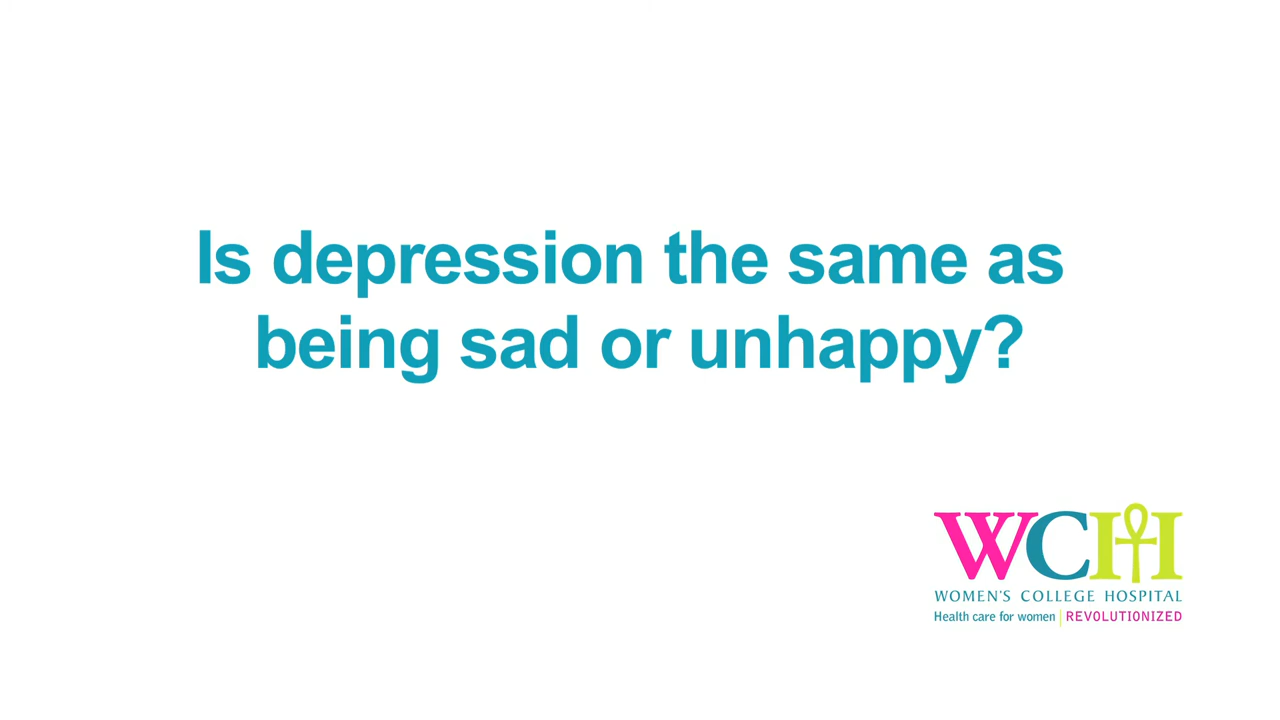 Is depression the same as
being sad or unhappy?
WCH
WOMEN'S COLLEGE HOSPITAL
Health care for women | REVOLUTIONIZED